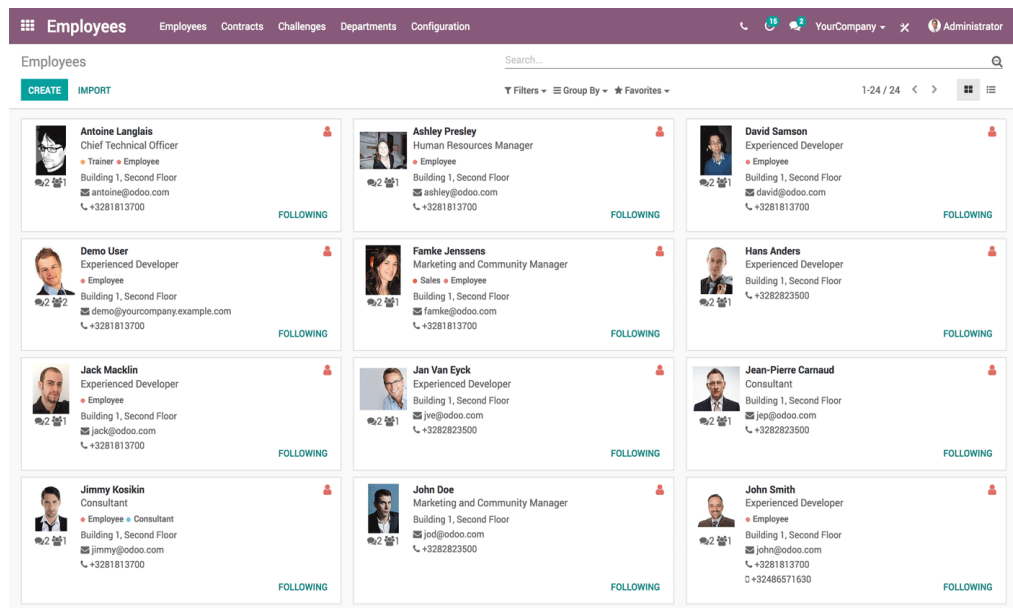 Employees Employees Contracts Challenges Departments Configuration 15 2 YourCompany Administrator
Employees Search...
CREATE IMPORT Filters Group By Favorites 1-24 / 24
Antoine Langlais
Chief Technical Officer
Trainer Employee
Building 1, Second Floor
2 1
antoine@odoo.com
+3281813700
FOLLOWING
Ashley Presley
Human Resources Manager
Employee
Building 1, Second Floor
2 1
ashley@odoo.com
+3281813700
FOLLOWING
David Samson
Experienced Developer
Employee
Building 1, Second Floor
2 1
david@odoo.com
+3281813700
FOLLOWING
Demo User
Experienced Developer
Employee
Building 1, Second Floor
2 2
demo@yourcompany.example.com
+3281813700
FOLLOWING
Famke Jenssens
Marketing and Community Manager
Sales Employee
Building 1, Second Floor
2 1
famke@odoo.com
+3281813700
FOLLOWING
Hans Anders
Experienced Developer
Building 1, Second Floor
+3282823500
2 1
FOLLOWING
Jack Macklin
Experienced Developer
Employee
Building 1, Second Floor
2 1
jack@odoo.com
+3281813700
FOLLOWING
Jan Van Eyck
Experienced Developer
Building 1, Second Floor
jve@odoo.com
2 1
+3282823500
FOLLOWING
Jean-Pierre Carnaud
Consultant
Building 1, Second Floor
jep@odoo.com
2 1
+3282823500
FOLLOWING
Jimmy Kosikin
Consultant
Employee Consultant
Building 1, Second Floor
2 1
jimmy@odoo.com
+3281813700
FOLLOWING
John Doe
Marketing and Community Manager
Building 1, Second Floor
jod@odoo.com
2 1
+3282823500
FOLLOWING
John Smith
Experienced Developer
Employee
Building 1, Second Floor
2 1
john@odoo.com
+3281813700
+32486571630
FOLLOWING